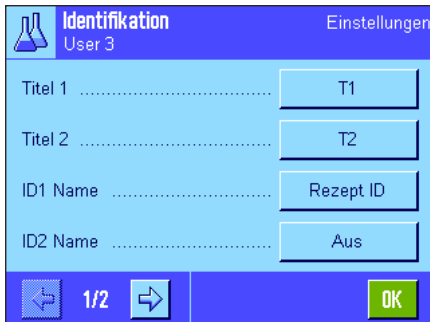 Identifikation Einstellungen
User 3
Titel 1 ........................................ T1
Titel 2 ........................................ T2
ID1 Name ................................. Rezept ID
ID2 Name ................................. Aus
1/2 OK